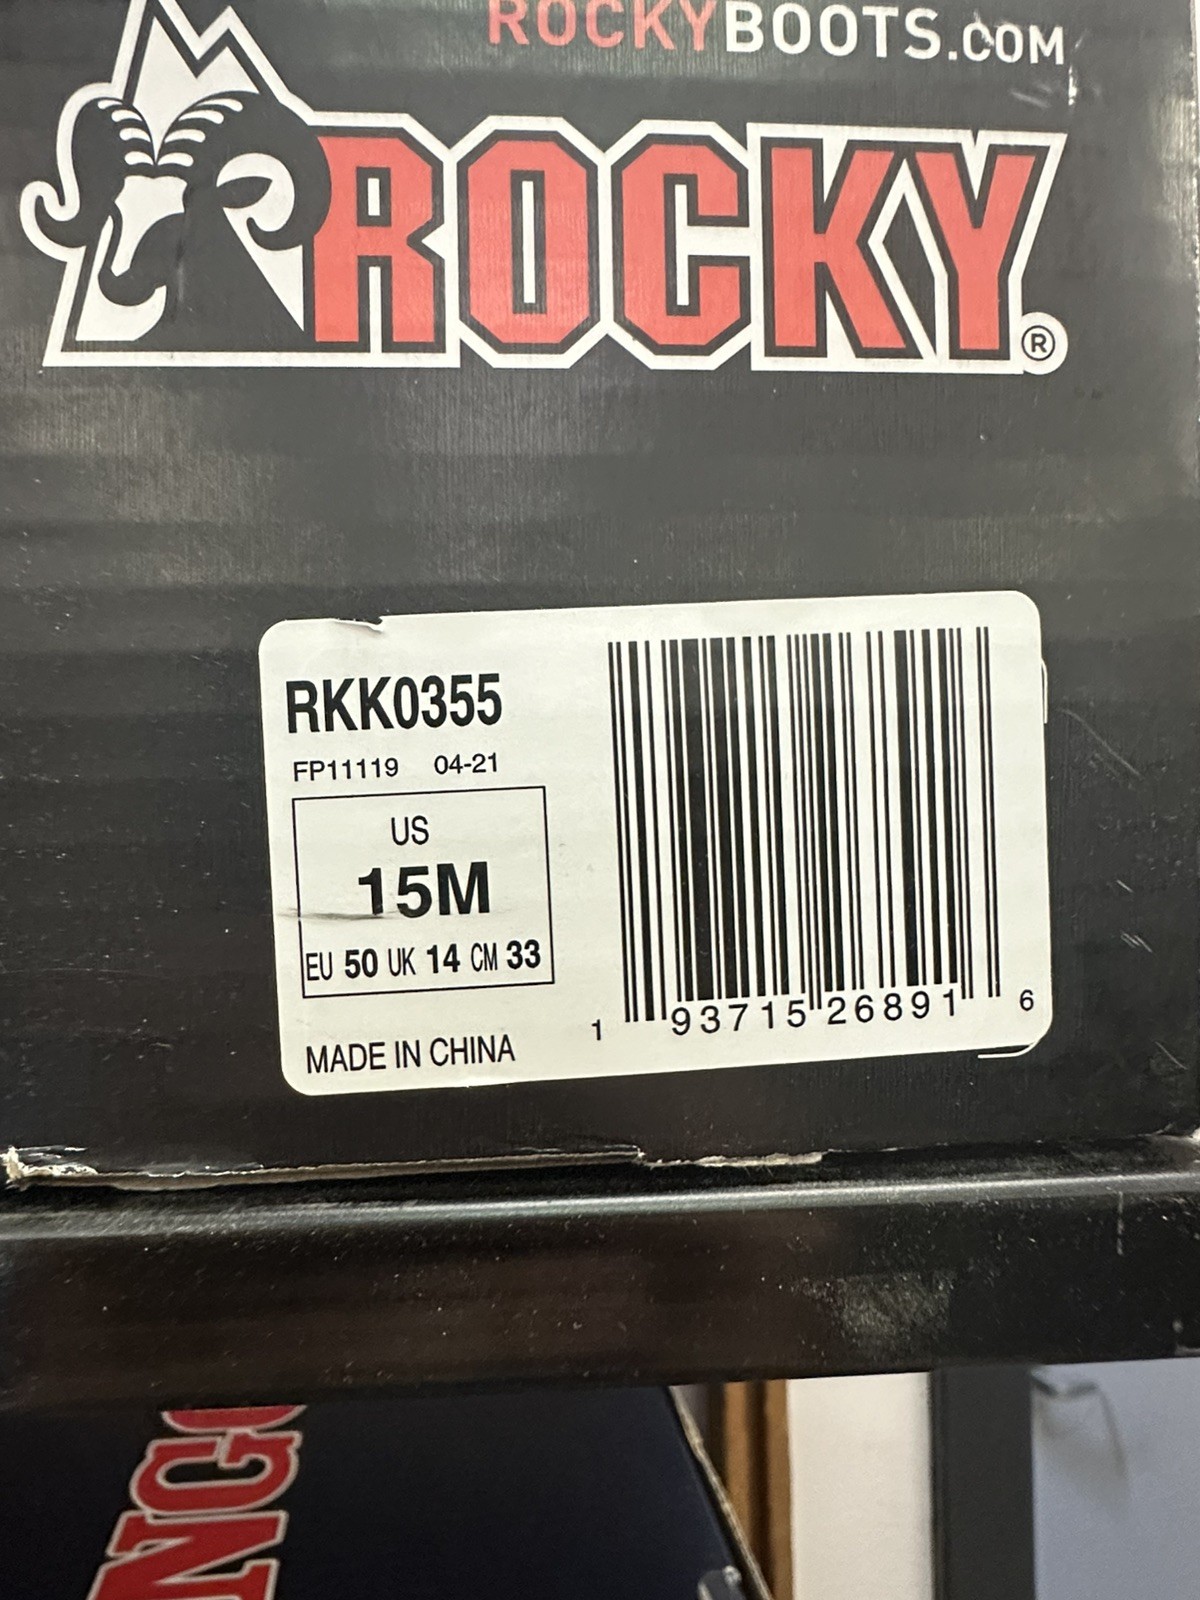 ROCKYBOOTS.COM
ROCKY®
RKK0355
FP11119 04-21
US
15M
EU 50 UK 14 CM 33
MADE IN CHINA
1 93715 26891 6